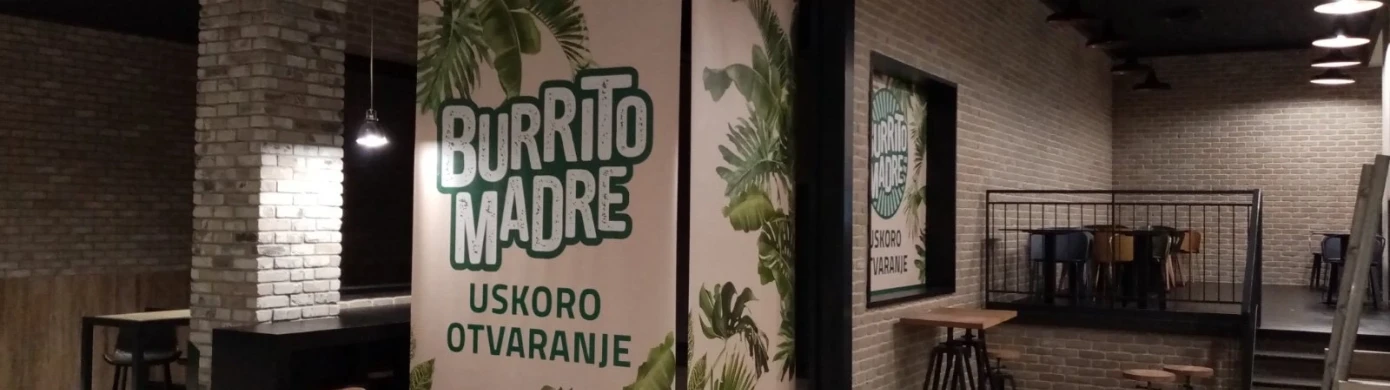 BURRITO
MADRE
USKORO
OTVARANJE
BURRITO
MADRE
USKORO
OTVARANJE